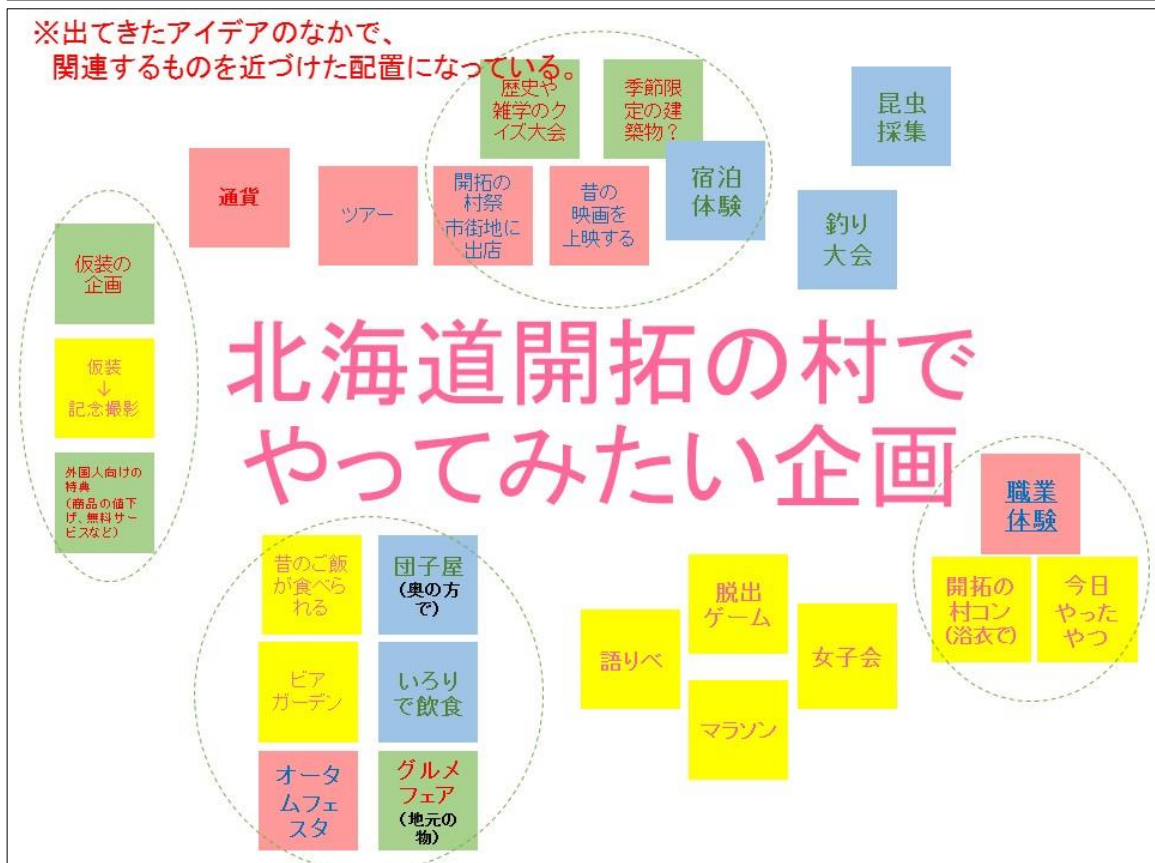 ※出てきたアイデアのなかで、
関連するものを近づけた配置になっている。
歴史や
雑学のク
イズ大会
季節限
定の建
築物？
昆虫
採集
通貨
ツアー
開拓の
村祭
市街地に
出店
昔の
映画を
上映する
宿泊
体験
釣り
大会
仮装の
企画
仮装
↓
記念撮影
外国人向けの
特典
（商品の値下
げ、無料サー
ビスなど）
北海道開拓の村で
やってみたい企画
職業
体験
開拓の
村コン
（浴衣で）
今日
やった
やつ
昔のご飯
が食べら
れる
団子屋
（奥の方
で）
ビア
ガーデン
いろり
で飲食
オータ
ムフェ
スタ
グルメ
フェア
（地元の
物）
語りべ
脱出
ゲーム
女子会
マラソン